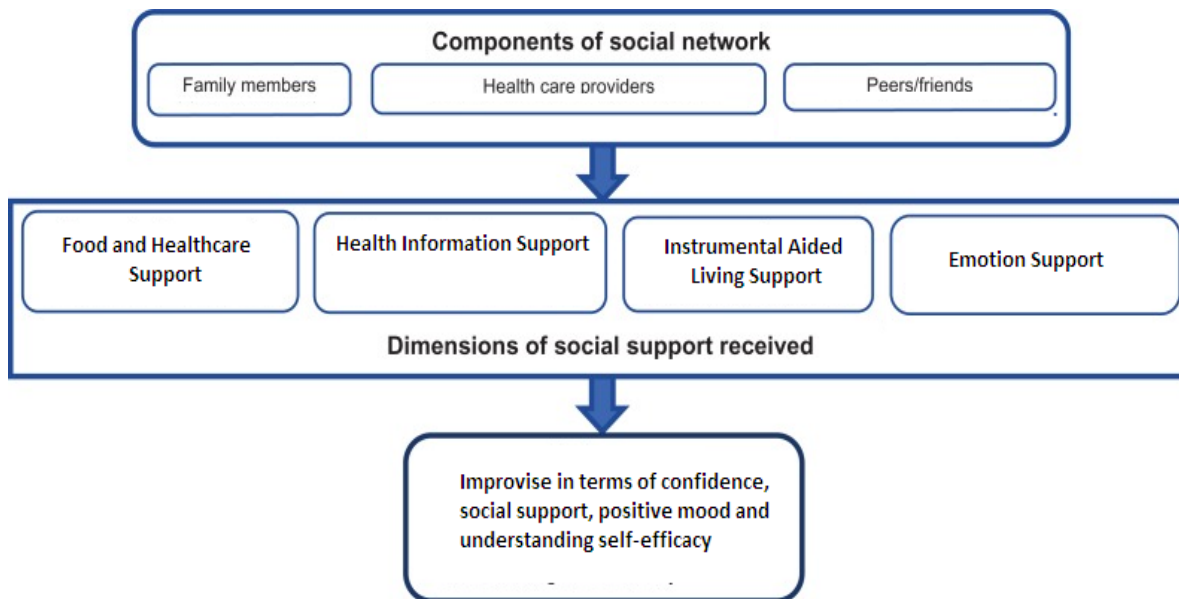 Components of social network
Family members
Health care providers
Peers/friends
Food and Healthcare
Support
Health Information Support
Instrumental Aided
Living Support
Emotion Support
Dimensions of social support received
Improvise in terms of confidence,
social support, positive mood and
understanding self-efficacy